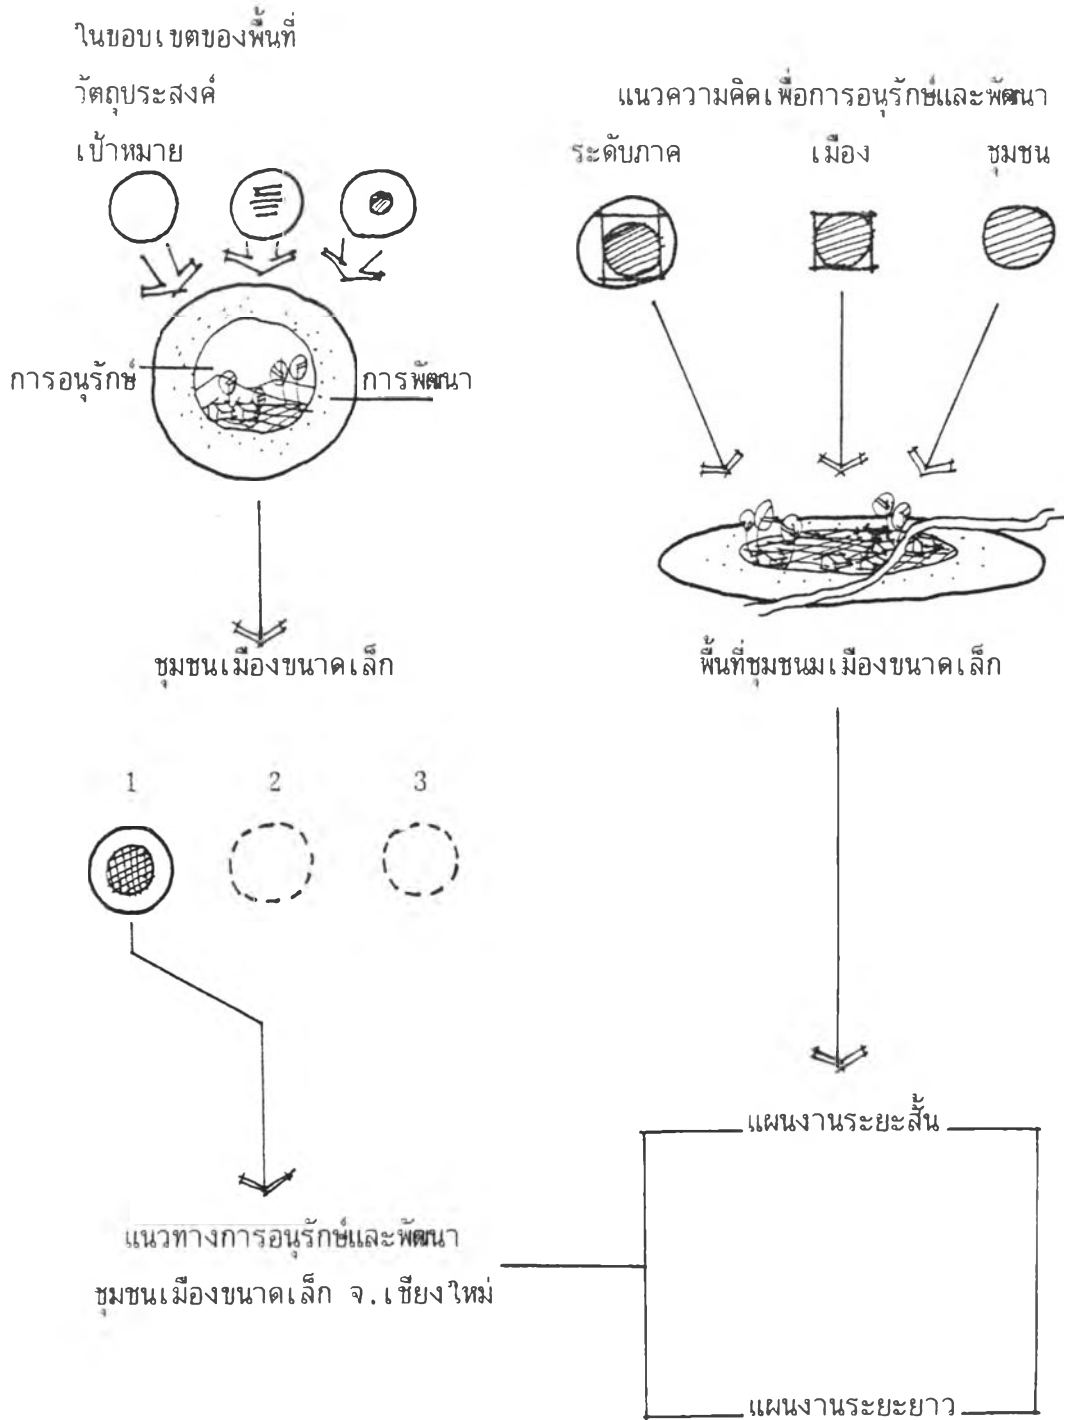 ในขอบเขตของพื้นที่
วัตถุประสงค์
เป้าหมาย
แนวความคิดเพื่อการอนุรักษ์และพัฒนา
ระดับภาค เมือง ชุมชน
การอนุรักษ์ การพัฒนา
ชุมชนเมืองขนาดเล็ก
พื้นที่ชุมชนมเมืองขนาดเล็ก
1 2 3
แผนงานระยะสั้น
แนวทางการอนุรักษ์และพัฒนา
ชุมชนเมืองขนาดเล็ก จ.เชียงใหม่
แผนงานระยะยาว